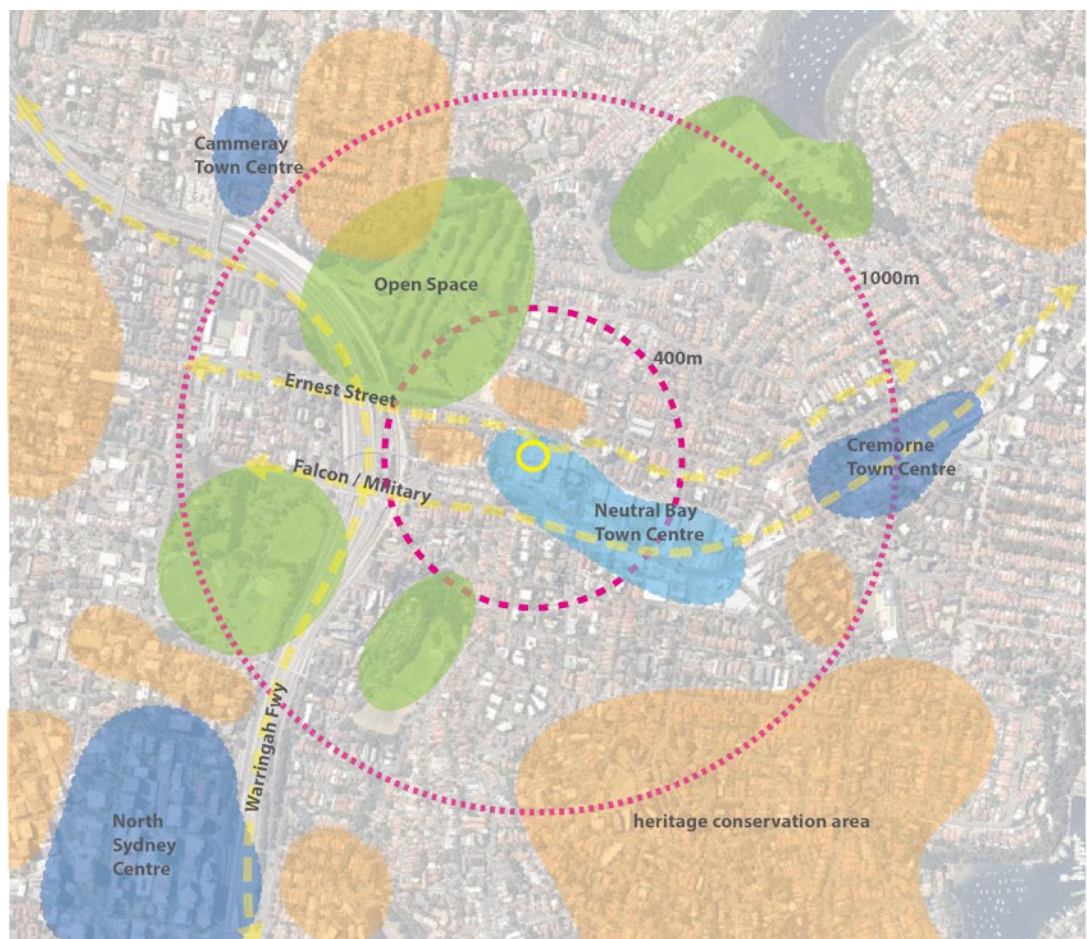 Cammeray
Town Centre
Open Space
1000m
400m
Ernest Street
Falcon / Military
Cremorne
Town Centre
Neutral Bay
Town Centre
Warringah Fwy
North
Sydney
Centre
heritage conservation area